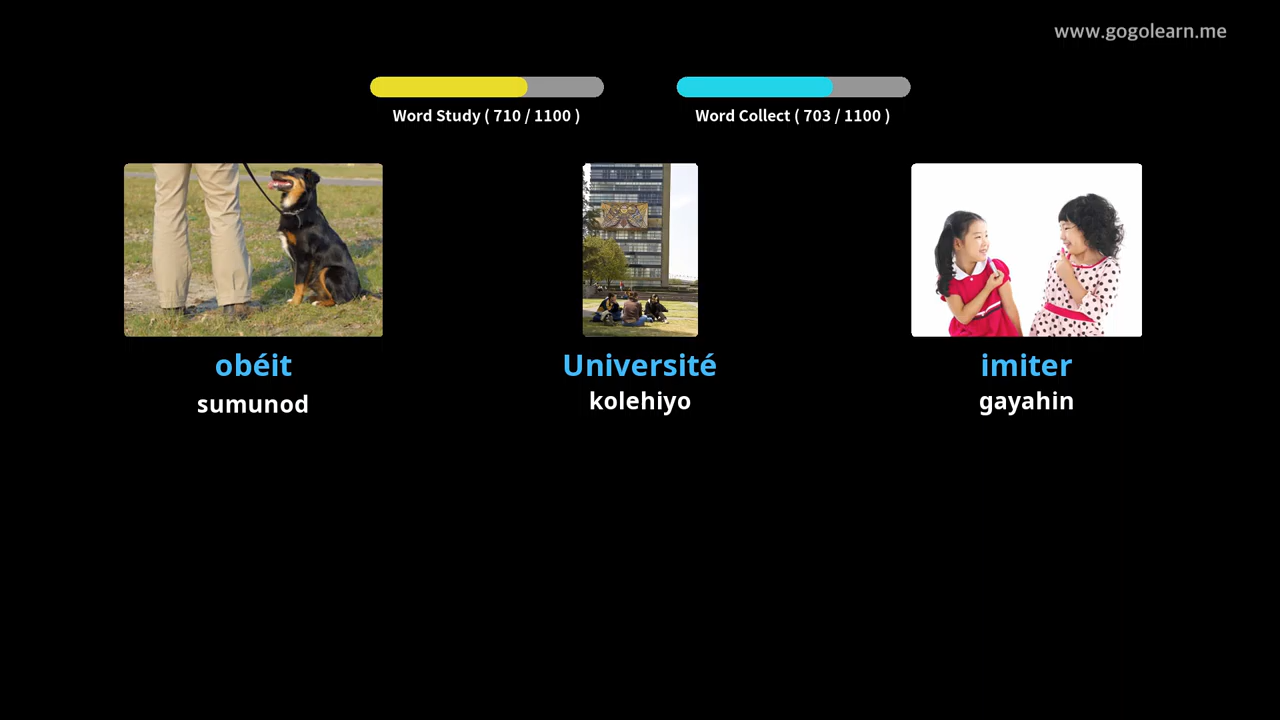 www.gogolearn.me
Word Study ( 710 / 1100 )
Word Collect ( 703 / 1100 )
obéit
sumunod
Université
kolehiyo
imiter
gayahin